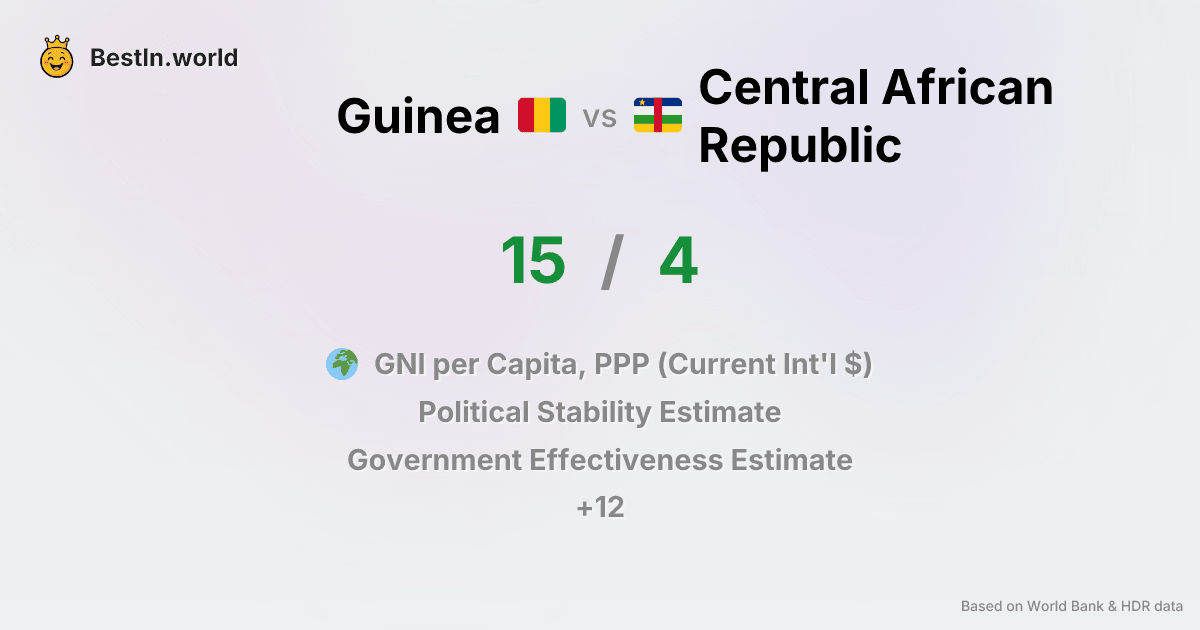 BestIn.world
Guinea vs Central African
Republic
15 / 4
GNI per Capita, PPP (Current Int'l $)
Political Stability Estimate
Government Effectiveness Estimate
+12
Based on World Bank & HDR data